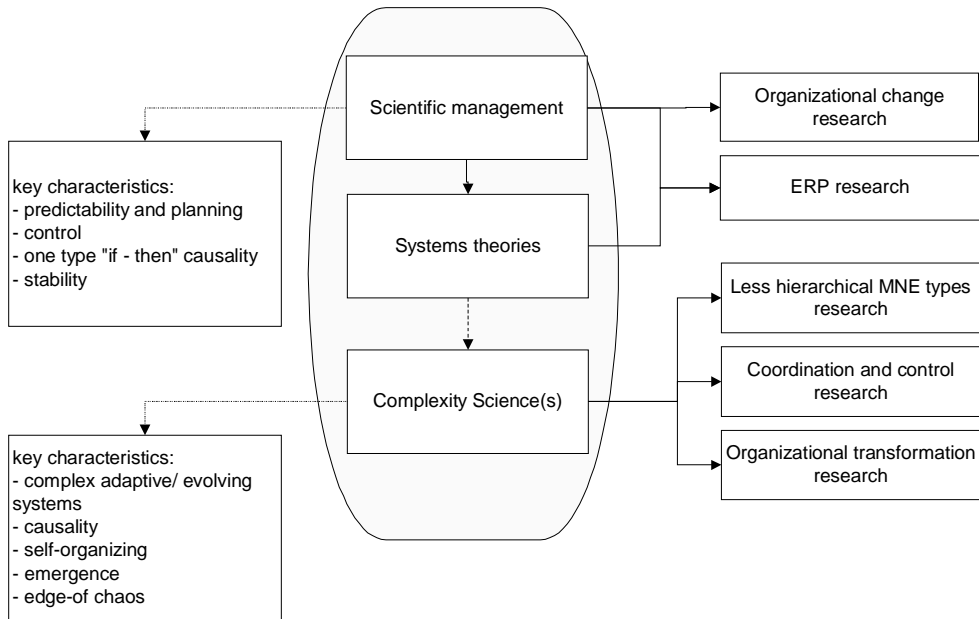 Scientific management
Organizational change
research
ERP research
key characteristics:
- predictability and planning
- control
- one type "if - then" causality
- stability
Systems theories
Less hierarchical MNE types
research
Coordination and control
research
Complexity Science(s)
Organizational transformation
research
key characteristics:
- complex adaptive/ evolving
systems
- causality
- self-organizing
- emergence
- edge-of chaos